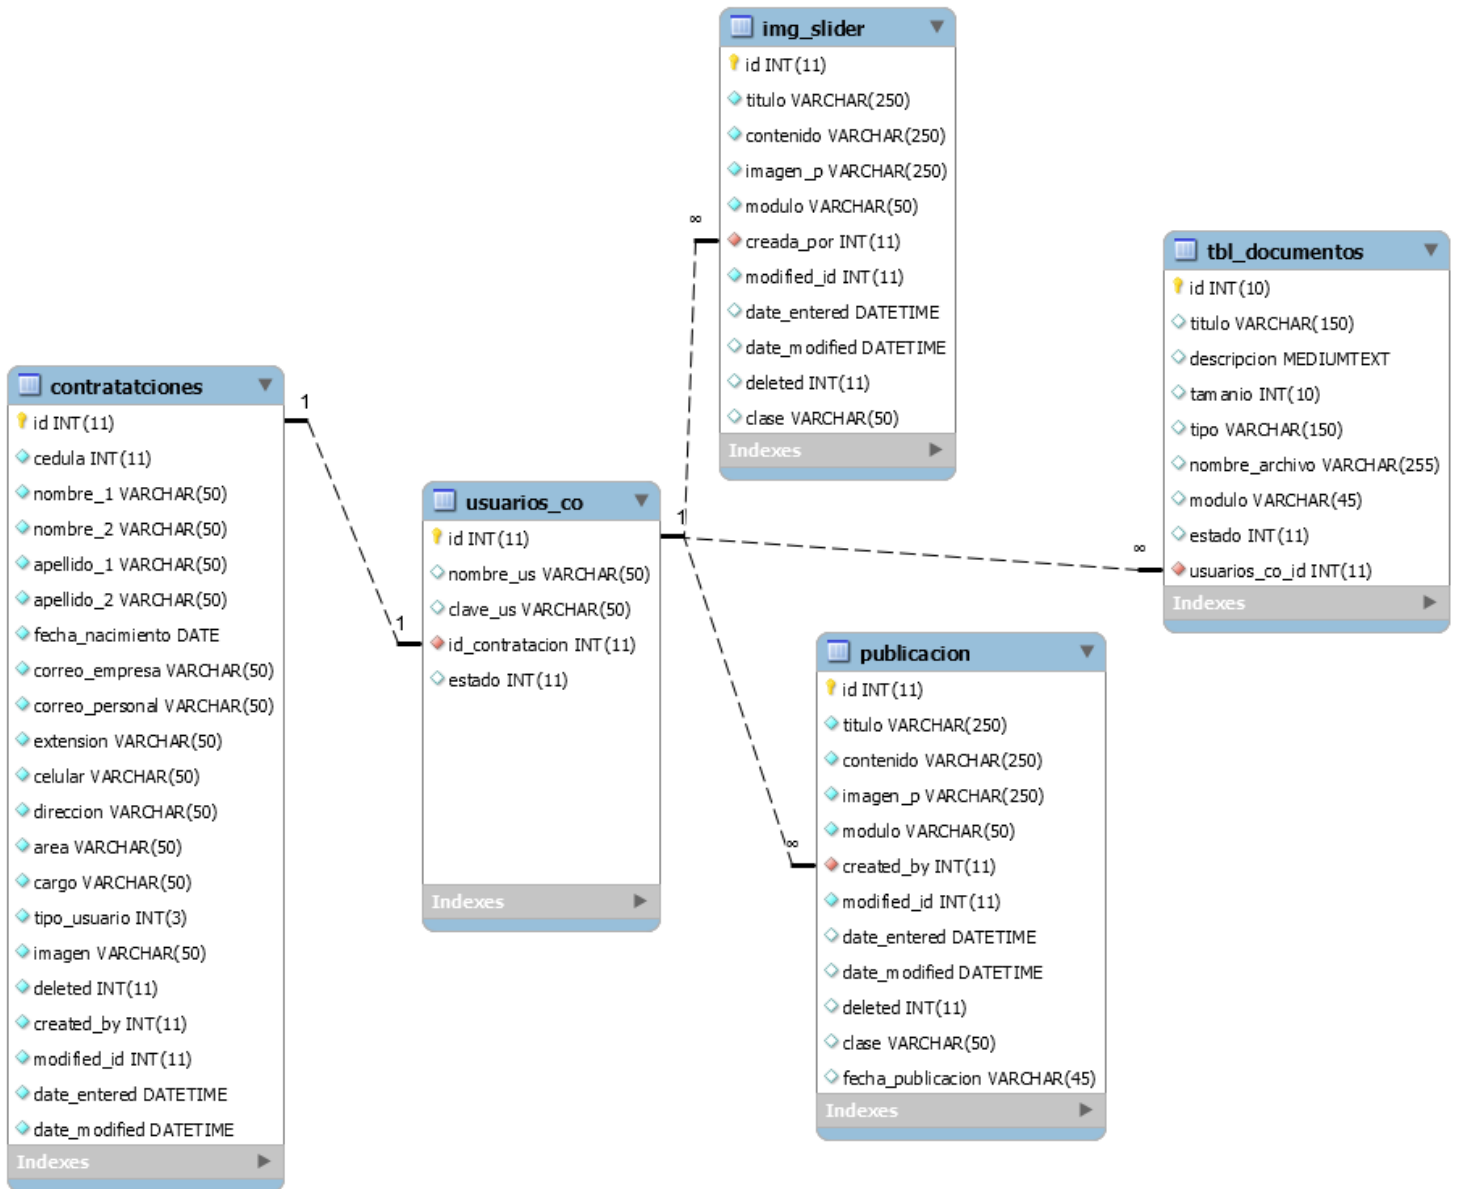 img_slider
id INT(11)
titulo VARCHAR(250)
contenido VARCHAR(250)
imagen_p VARCHAR(250)
modulo VARCHAR(50)
creada_por INT(11)
modified_id INT(11)
date_entered DATETIME
date_modified DATETIME
deleted INT(11)
clase VARCHAR(50)
Indexes
∞
tbl_documentos
id INT(10)
titulo VARCHAR(150)
descripcion MEDIUMTEXT
tamanio INT(10)
tipo VARCHAR(150)
nombre_archivo VARCHAR(255)
modulo VARCHAR(45)
estado INT(11)
usuarios_co_id INT(11)
Indexes
∞
contratatciones
id INT(11)
cedula INT(11)
nombre_1 VARCHAR(50)
nombre_2 VARCHAR(50)
apellido_1 VARCHAR(50)
apellido_2 VARCHAR(50)
fecha_nacimiento DATE
correo_empresa VARCHAR(50)
correo_personal VARCHAR(50)
extension VARCHAR(50)
celular VARCHAR(50)
direccion VARCHAR(50)
area VARCHAR(50)
cargo VARCHAR(50)
tipo_usuario INT(3)
imagen VARCHAR(50)
deleted INT(11)
created_by INT(11)
modified_id INT(11)
date_entered DATETIME
date_modified DATETIME
Indexes
1
1
usuarios_co
id INT(11)
nombre_us VARCHAR(50)
clave_us VARCHAR(50)
id_contratacion INT(11)
estado INT(11)
Indexes
1
publicacion
id INT(11)
titulo VARCHAR(250)
contenido VARCHAR(250)
imagen_p VARCHAR(250)
modulo VARCHAR(50)
created_by INT(11)
modified_id INT(11)
date_entered DATETIME
date_modified DATETIME
deleted INT(11)
clase VARCHAR(50)
fecha_publicacion VARCHAR(45)
Indexes
∞